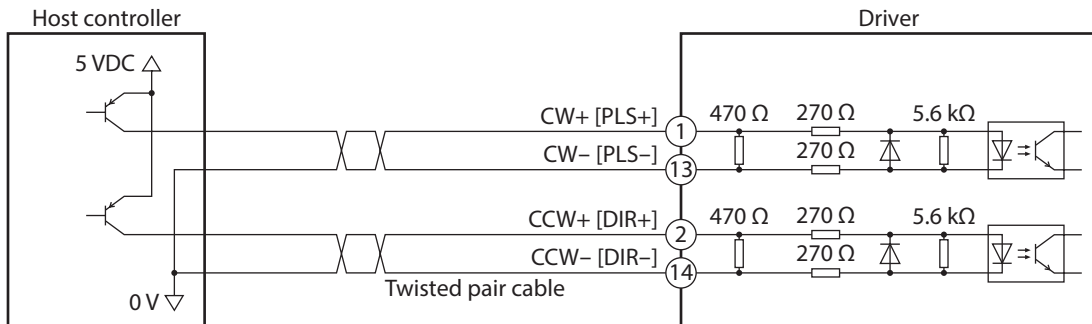 Host controller
Driver
5 VDC
CW+ [PLS+]
1
470 Ω
270 Ω
5.6 kΩ
CW– [PLS–]
13
270 Ω
CCW+ [DIR+]
2
470 Ω
270 Ω
5.6 kΩ
CCW– [DIR–]
14
270 Ω
Twisted pair cable
0 V